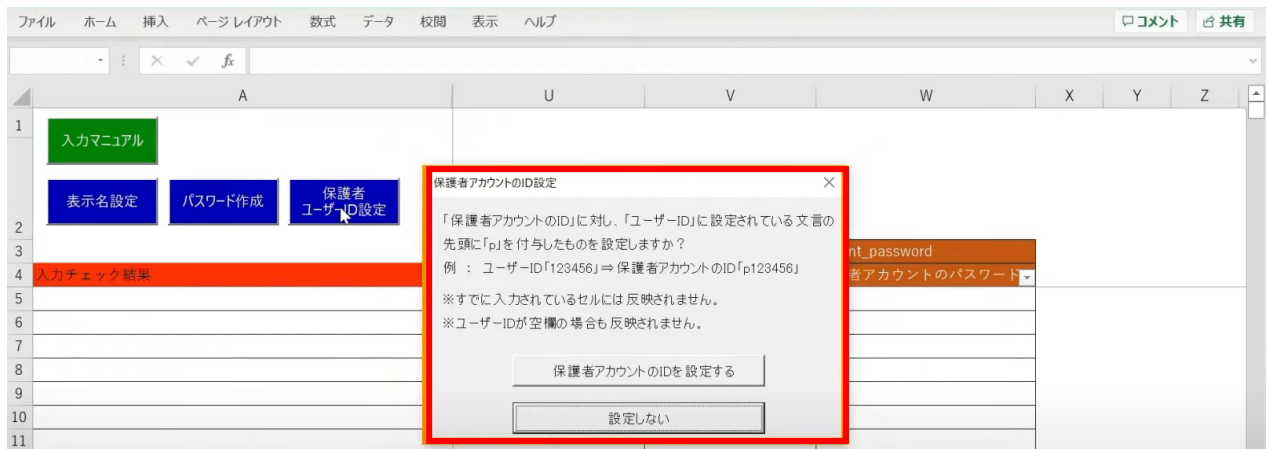 ファイル ホーム 挿入 ページ レイアウト 数式 データ 校閲 表示 ヘルプ コメント 共有
fx
A U V W X Y Z
1
入力マニュアル
表示名設定 パスワード作成 保護者
ユーザーID設定
2
保護者アカウントのID設定
「保護者アカウントのID」に対し、「ユーザーID」に設定されている文言の
先頭に「p」を付与したものを設定しますか？
例 ： ユーザーID「123456」⇒保護者アカウントのID「p123456」
※すでに入力されているセルには反映されません。
※ユーザーIDが空欄の場合も反映されません。
保護者アカウントのIDを設定する
設定しない
3 nt_password
4 入力チェック結果 者アカウントのパスワード
5
6
7
8
9
10
11